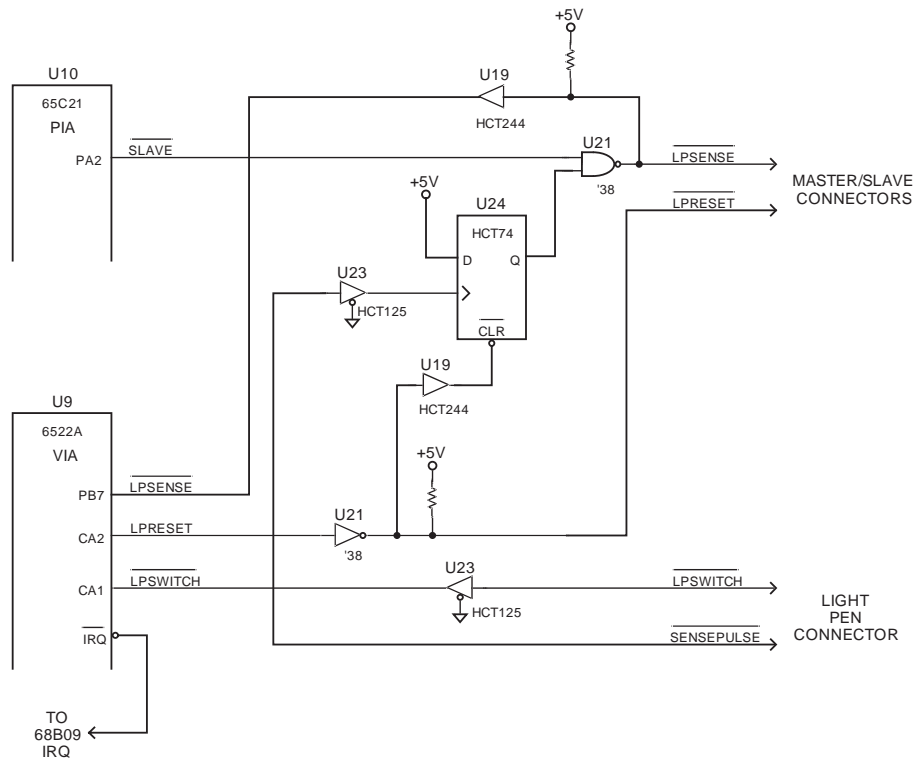 +5V
U10
65C21
PIA
PA2
SLAVE
U19
HCT244
U21
'38
LPSENSE
LPRESET
MASTER/SLAVE
CONNECTORS
+5V
U24
HCT74
D
Q
CLR
U23
HCT125
U19
HCT244
U9
6522A
VIA
PB7
LPSENSE
CA2
LPRESET
U21
'38
+5V
CA1
LPSWITCH
U23
HCT125
LPSWITCH
SENSEPULSE
LIGHT
PEN
CONNECTOR
IRQ
TO
68B09
IRQ